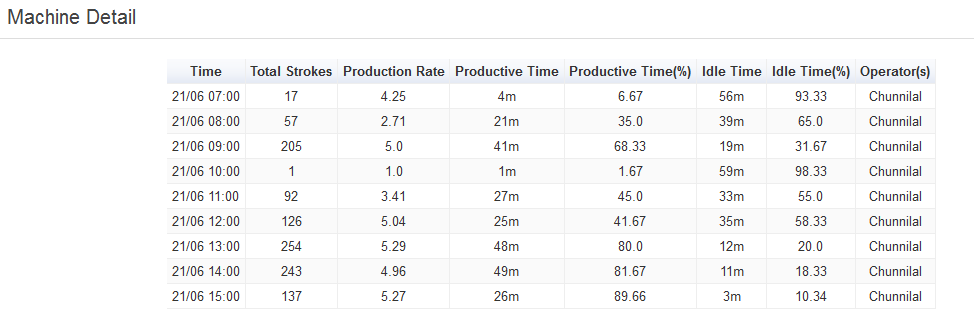 Machine Detail
Time Total Strokes Production Rate Productive Time Productive Time(%) Idle Time Idle Time(%) Operator(s)
21/06 07:00 17 4.25 4m 6.67 56m 93.33 Chunnilal
21/06 08:00 57 2.71 21m 35.0 39m 65.0 Chunnilal
21/06 09:00 205 5.0 41m 68.33 19m 31.67 Chunnilal
21/06 10:00 1 1.0 1m 1.67 59m 98.33 Chunnilal
21/06 11:00 92 3.41 27m 45.0 33m 55.0 Chunnilal
21/06 12:00 126 5.04 25m 41.67 35m 58.33 Chunnilal
21/06 13:00 254 5.29 48m 80.0 12m 20.0 Chunnilal
21/06 14:00 243 4.96 49m 81.67 11m 18.33 Chunnilal
21/06 15:00 137 5.27 26m 89.66 3m 10.34 Chunnilal